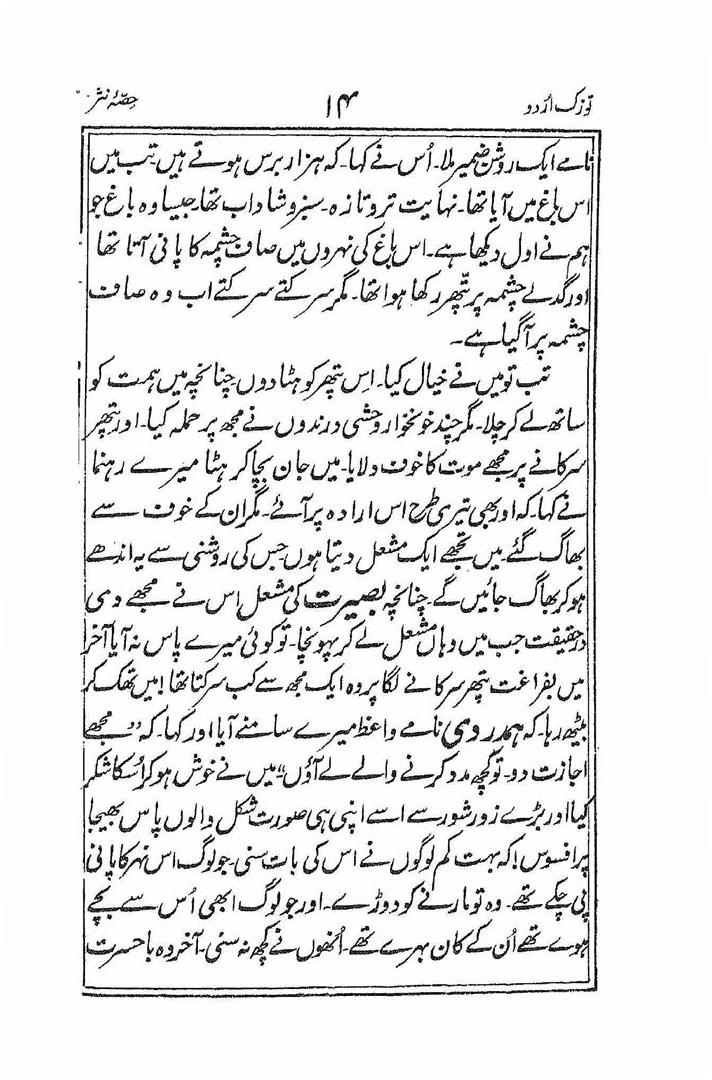 توزک اردو ۱۴ حصّۂ نثر
نامے ایک روشن ضمیر ملا۔ اُس نے کہا۔ کہ ہزار برس ہوتے ہیں تب میں
اس باغ میں آیا تھا۔ نہایت تروتازہ۔ سبز و شاداب تھا۔ جیسا وہ باغ جو
ہم نے اول دیکھا ہے۔ اس باغ کی نہروں میں صاف چشمہ کا پانی آتا تھا
اور گدلے چشمہ پر پتّھر رکھا ہوا تھا۔ مگر سرکتے سرکتے اب وہ صاف
چشمہ پر آگیا ہے۔
تب تو میں نے خیال کیا۔ اس پتھر کو ہٹا دوں۔ چنانچہ میں ہمت کو
ساتھ لے کر چلا۔ مگر چند خونخوار وحشی درندوں نے مجھ پر حملہ کیا۔ اور پتھر
سرکانے پر مجھے موت کا خوف دلایا۔ میں جان بچا کر ہٹا میرے رہنما
نے کہا۔ کہ اور بھی تیری طرح اس ارادہ پر آئے۔ مگر ان کے خوف سے
بھاگ گئے میں تجھے ایک مشعل دیتا ہوں جس کی روشنی سے یہ اندھے
ہو کر بھاگ جائیں گے۔ چنانچہ بصیرت کی مشعل اس نے مجھے دی
درحقیقت جب میں وہاں مشعل لے کر پہونچا۔ تو کوئی میرے پاس نہ آیا آخر
میں بفراغت پتھر سرکانے لگا پر وہ ایک مجھ سے کب سرکتا تھا! میں تھک کر
بیٹھ رہا۔ کہ ہمدردی نامے واعظ میرے سامنے آیا اور کہا۔ کہ "مجھے
اجازت دو۔ تو کچھ مدد کرنے والے لے آؤں" میں نے خوش ہو کر اُسکا شکر
کیا اور بڑے زور شور سے اسے اپنی ہی صورت شکل والوں پاس بھیجا
پر افسوس! کہ بہت کم لوگوں نے اس کی بات سنی۔ جو لوگ اس نہر کا پانی
پی چکے تھے۔ وہ تو مارنے کو دوڑے۔ اور جو لوگ ابھی اُس سے بچے
ہوے تھے اُن کے کان بہرے تھے۔ اُنھوں نے کچھ نہ سنی۔ آخر وہ باحسرت